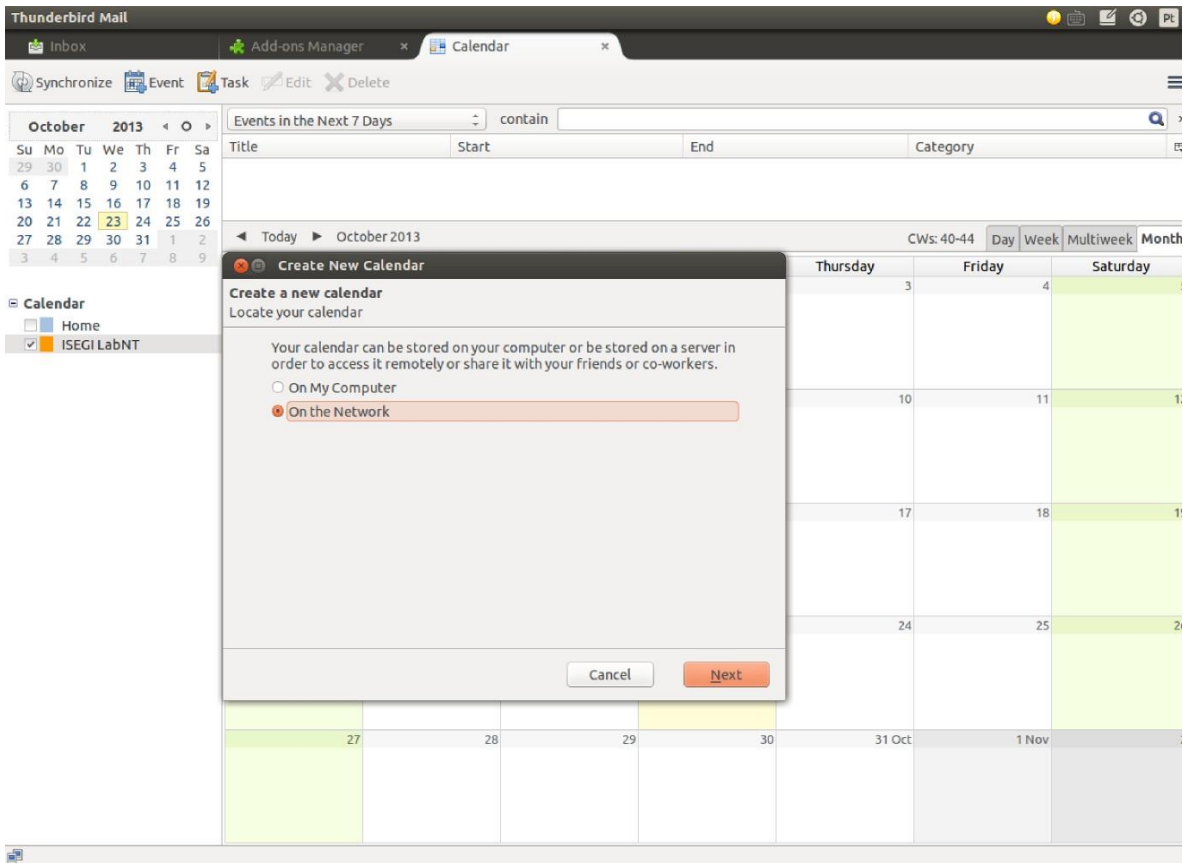 Thunderbird Mail
Pt
Inbox
Add-ons Manager ×
Calendar ×
Synchronize Event Task Edit Delete
October 2013
Su Mo Tu We Th Fr Sa
29 30 1 2 3 4 5
6 7 8 9 10 11 12
13 14 15 16 17 18 19
20 21 22 23 24 25 26
27 28 29 30 31 1 2
3 4 5 6 7 8 9
Calendar
Home
ISEGI LabNT
Events in the Next 7 Days contain
Title Start End Category
Today October 2013 CWs: 40-44 Day Week Multiweek Month
Thursday Friday Saturday
3 4
10 11
17 18
24 25
27 28 29 30 31 Oct 1 Nov
Create New Calendar
Create a new calendar
Locate your calendar
Your calendar can be stored on your computer or be stored on a server in
order to access it remotely or share it with your friends or co-workers.
On My Computer
On the Network
Cancel Next